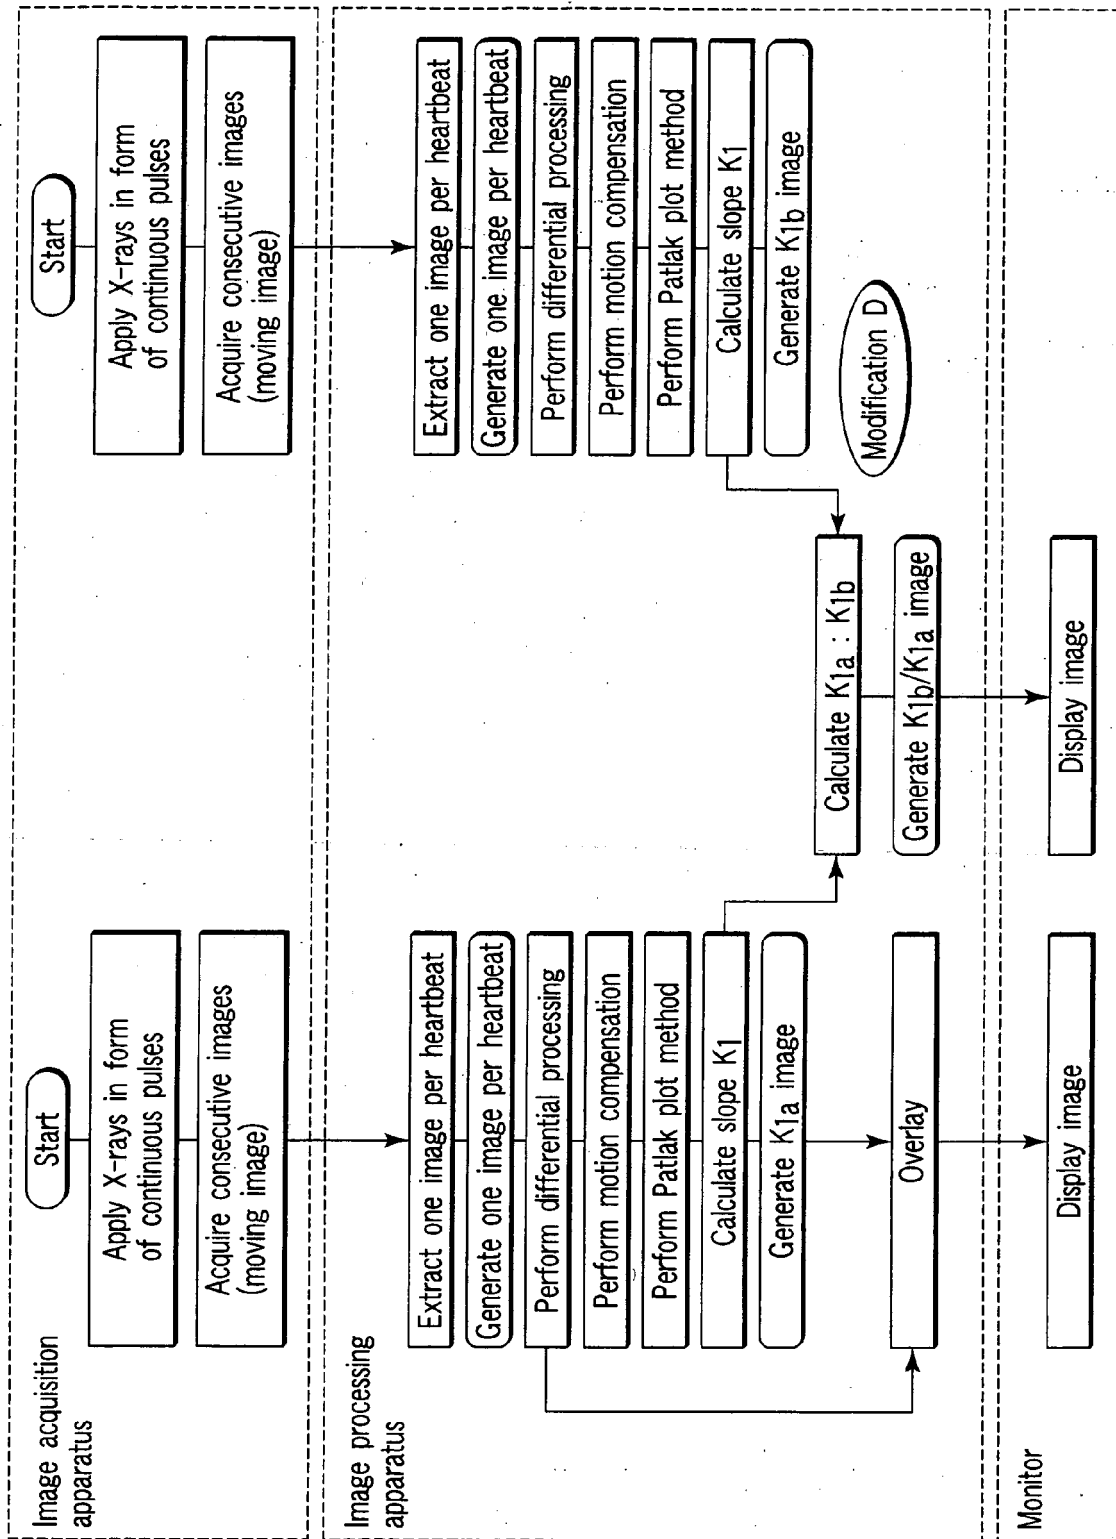 Image acquisition
apparatus
Start
Apply X-rays in form
of continuous pulses
Acquire consecutive images
(moving image)
Start
Apply X-rays in form
of continuous pulses
Acquire consecutive images
(moving image)
Image processing
apparatus
Extract one image per heartbeat
Generate one image per heartbeat
Perform differential processing
Perform motion compensation
Perform Patlak plot method
Calculate slope K1
Generate K1a image
Overlay
Extract one image per heartbeat
Generate one image per heartbeat
Perform differential processing
Perform motion compensation
Perform Patlak plot method
Calculate slope K1
Generate K1b image
Modification D
Calculate K1a : K1b
Generate K1b/K1a image
Monitor
Display image
Display image